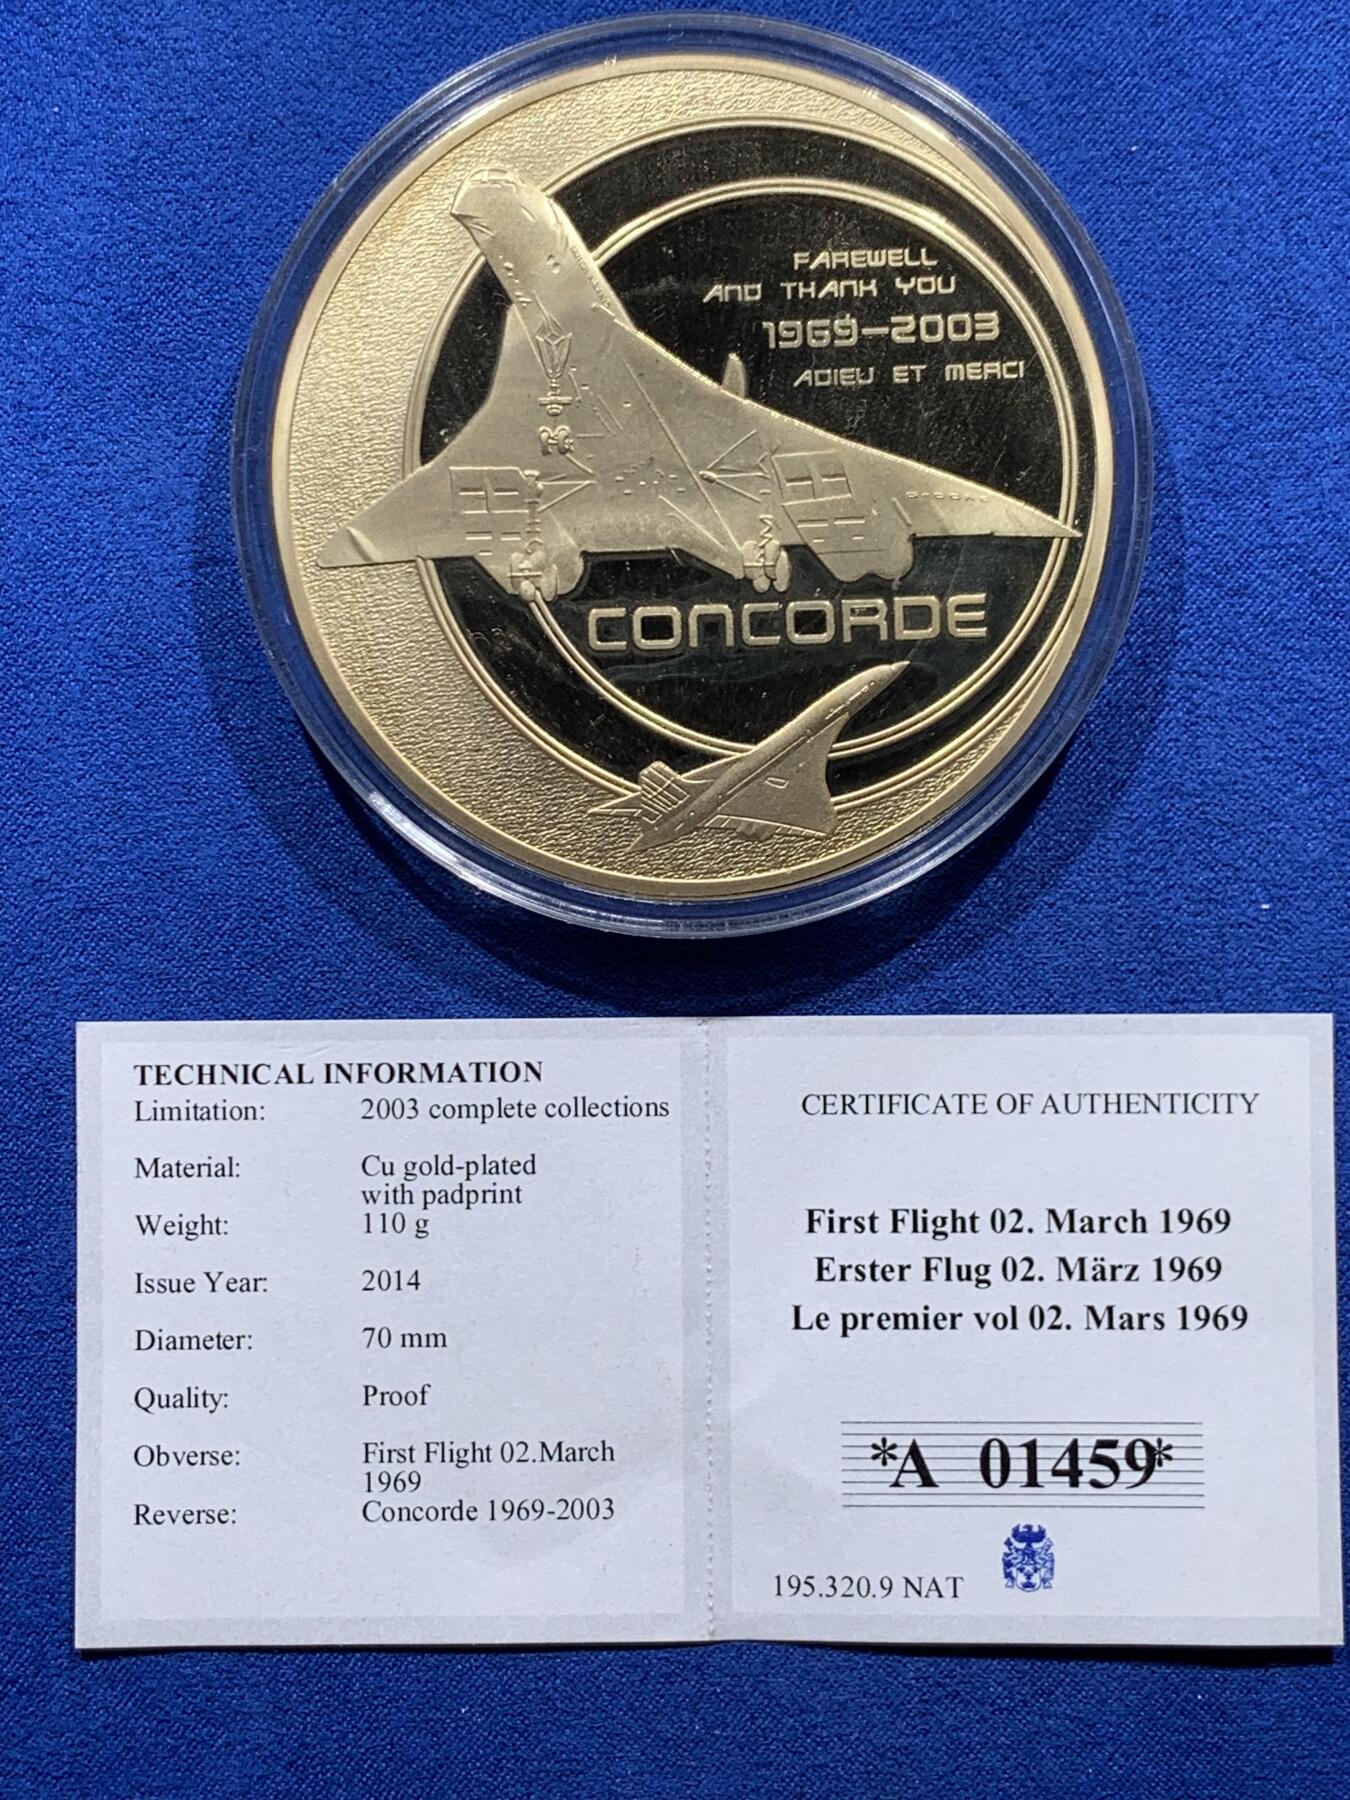 FAREWELL
AND THANK YOU
1969–2003
ADIEU ET MERCI
CONCORDE
TECHNICAL INFORMATION
Limitation: 2003 complete collections
Material: Cu gold-plated
with padprint
Weight: 110 g
Issue Year: 2014
Diameter: 70 mm
Quality: Proof
Obverse: First Flight 02.March
1969
Reverse: Concorde 1969-2003
CERTIFICATE OF AUTHENTICITY
First Flight 02. March 1969
Erster Flug 02. März 1969
Le premier vol 02. Mars 1969
*A 01459*
195.320.9 NAT